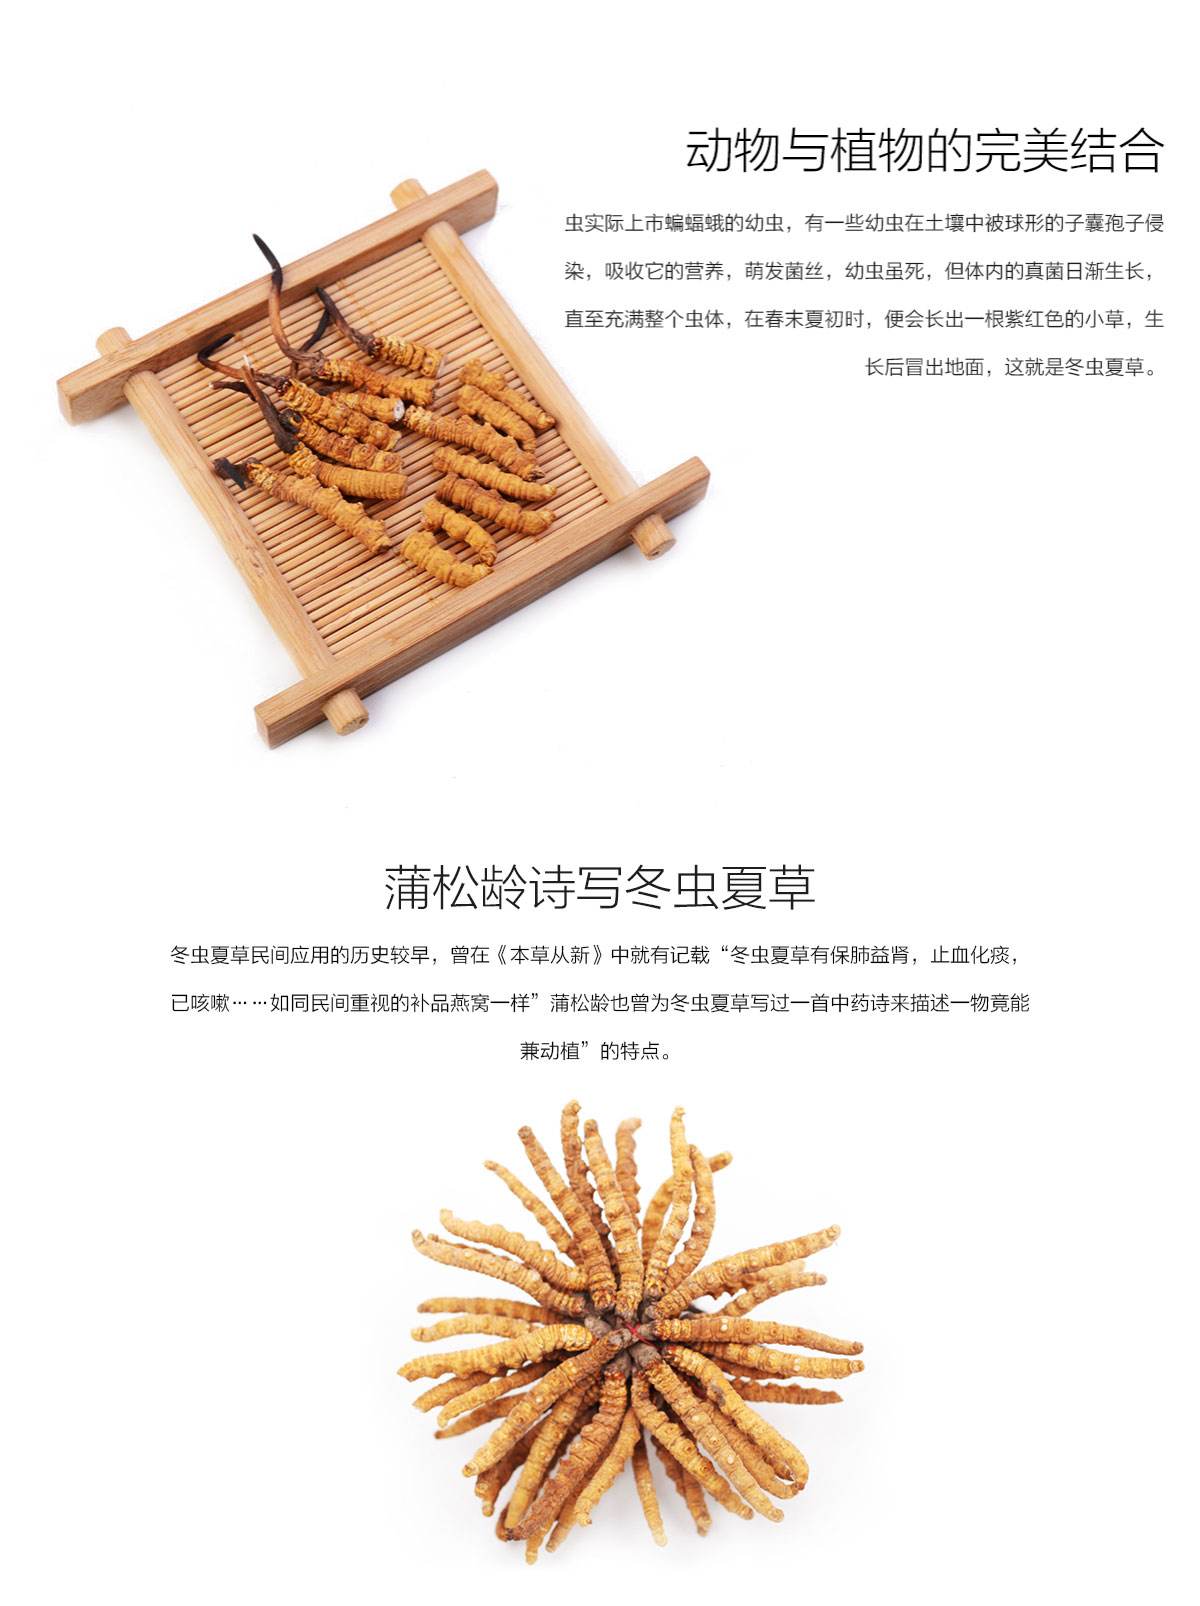 动物与植物的完美结合
虫实际上市蝙蝠蛾的幼虫，有一些幼虫在土壤中被球形的子囊孢子侵
染，吸收它的营养，萌发菌丝，幼虫虽死，但体内的真菌日渐生长，
直至充满整个虫体，在春末夏初时，便会长出一根紫红色的小草，生
长后冒出地面，这就是冬虫夏草。
蒲松龄诗写冬虫夏草
冬虫夏草民间应用的历史较早，曾在《本草从新》中就有记载“冬虫夏草有保肺益肾，止血化痰，
已咳嗽……如同民间重视的补品燕窝一样”蒲松龄也曾为冬虫夏草写过一首中药诗来描述一物竟能
兼动植”的特点。